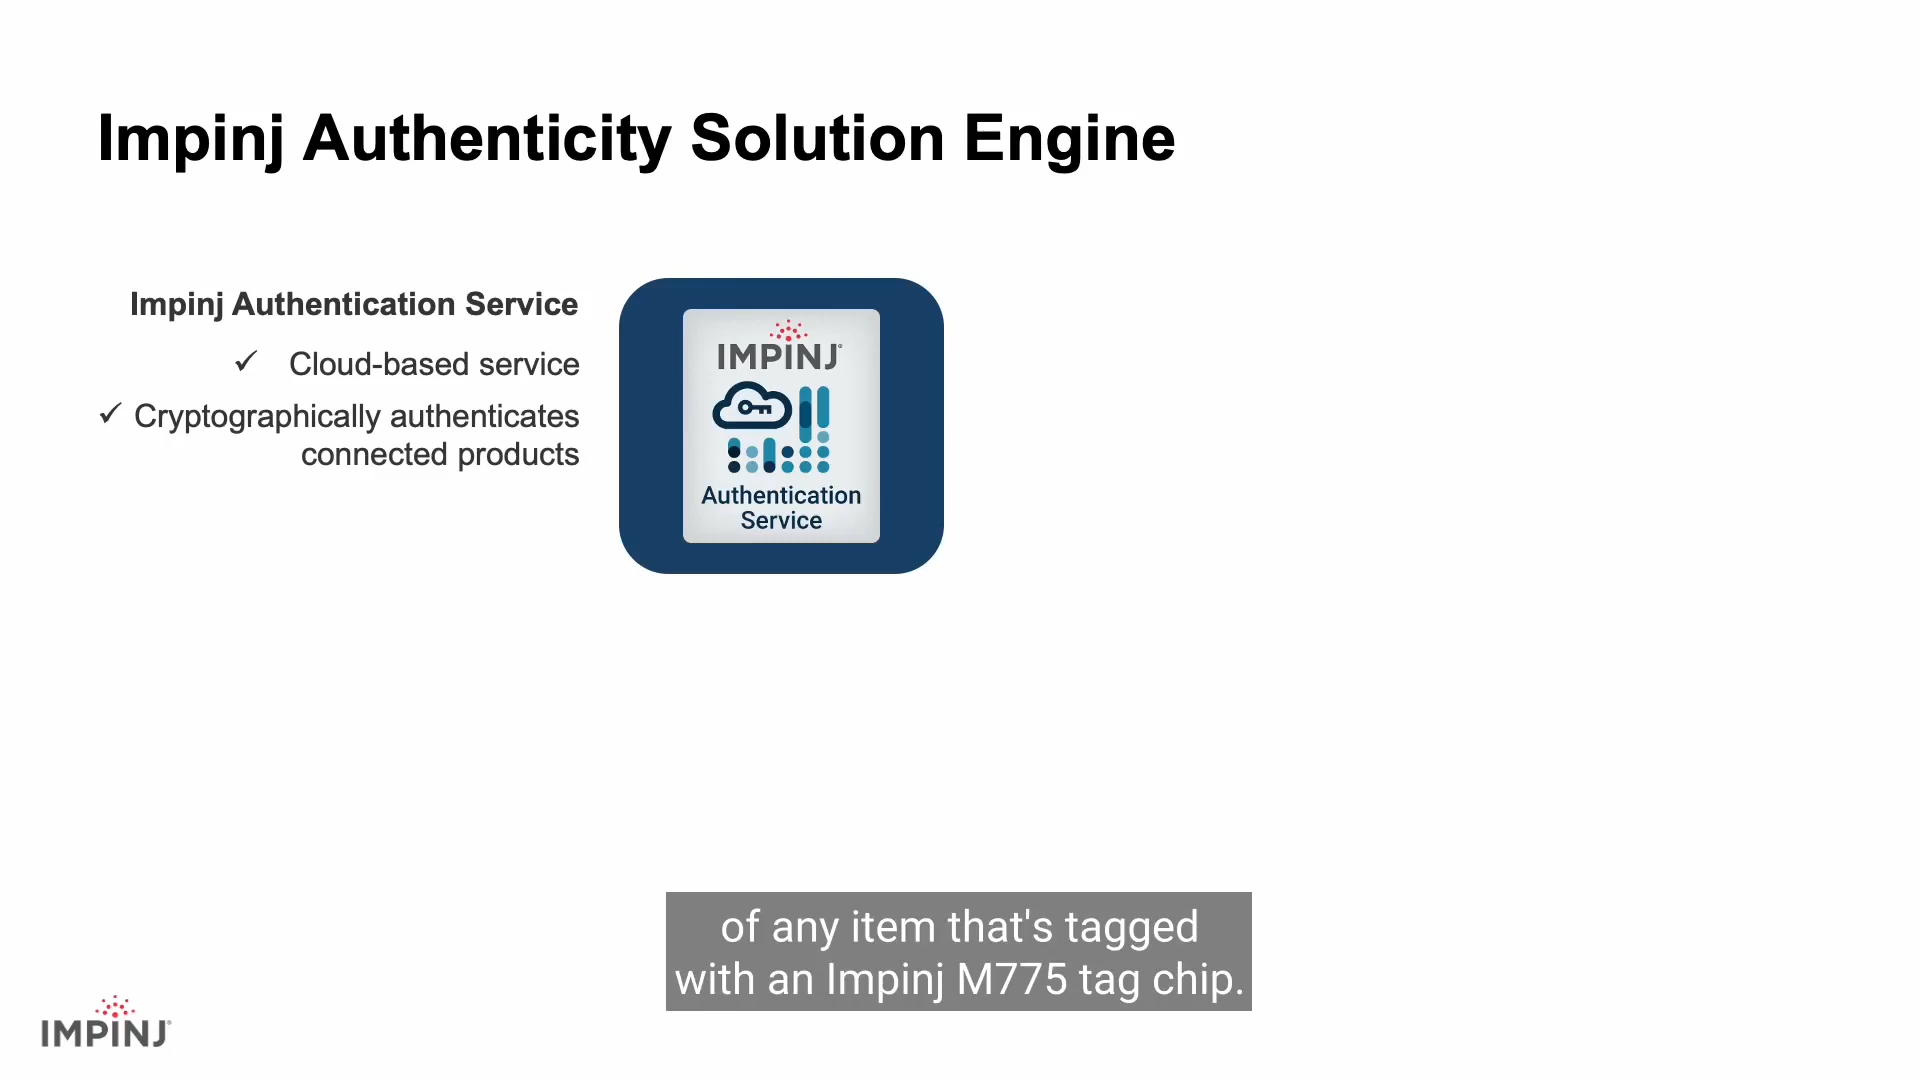 Impinj Authenticity Solution Engine
Impinj Authentication Service
✓ Cloud-based service
✓ Cryptographically authenticates
connected products
IMPINJ
Authentication
Service
of any item that's tagged
with an Impinj M775 tag chip.
IMPINJ